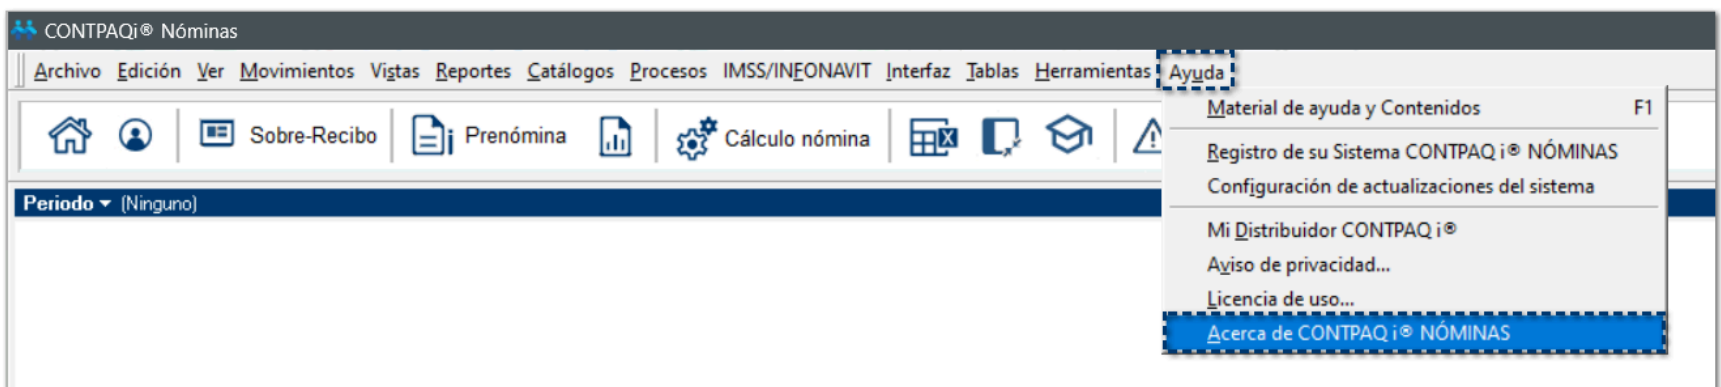 CONTPAQi® Nóminas
Archivo Edición Ver Movimientos Vistas Reportes Catálogos Procesos IMSS/INFONAVIT Interfaz Tablas Herramientas Ayuda
Sobre-Recibo Prenómina Cálculo nómina
Periodo (Ninguno)
Material de ayuda y Contenidos F1
Registro de su Sistema CONTPAQ i® NÓMINAS
Configuración de actualizaciones del sistema
Mi Distribuidor CONTPAQ i®
Aviso de privacidad...
Licencia de uso...
Acerca de CONTPAQ i® NÓMINAS